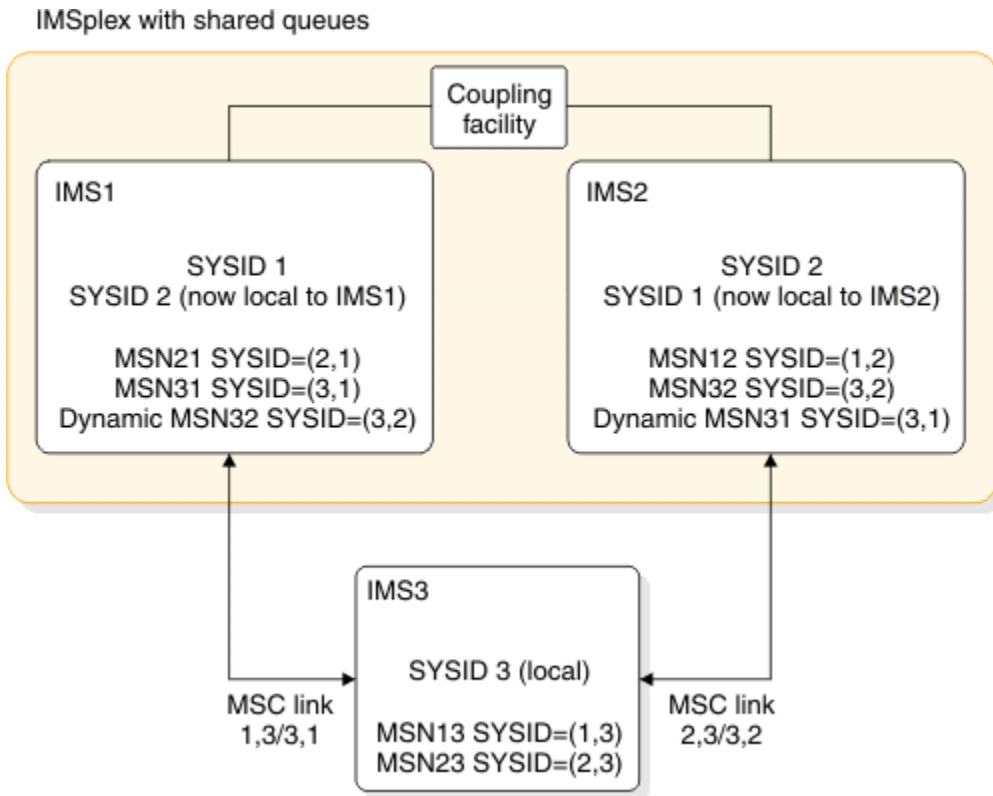 IMSplex with shared queues
Coupling
facility
IMS1
SYSID 1
SYSID 2 (now local to IMS1)
MSN21 SYSID=(2,1)
MSN31 SYSID=(3,1)
Dynamic MSN32 SYSID=(3,2)
IMS2
SYSID 2
SYSID 1 (now local to IMS2)
MSN12 SYSID=(1,2)
MSN32 SYSID=(3,2)
Dynamic MSN31 SYSID=(3,1)
IMS3
SYSID 3 (local)
MSN13 SYSID=(1,3)
MSN23 SYSID=(2,3)
MSC link
1,3/3,1
MSC link
2,3/3,2